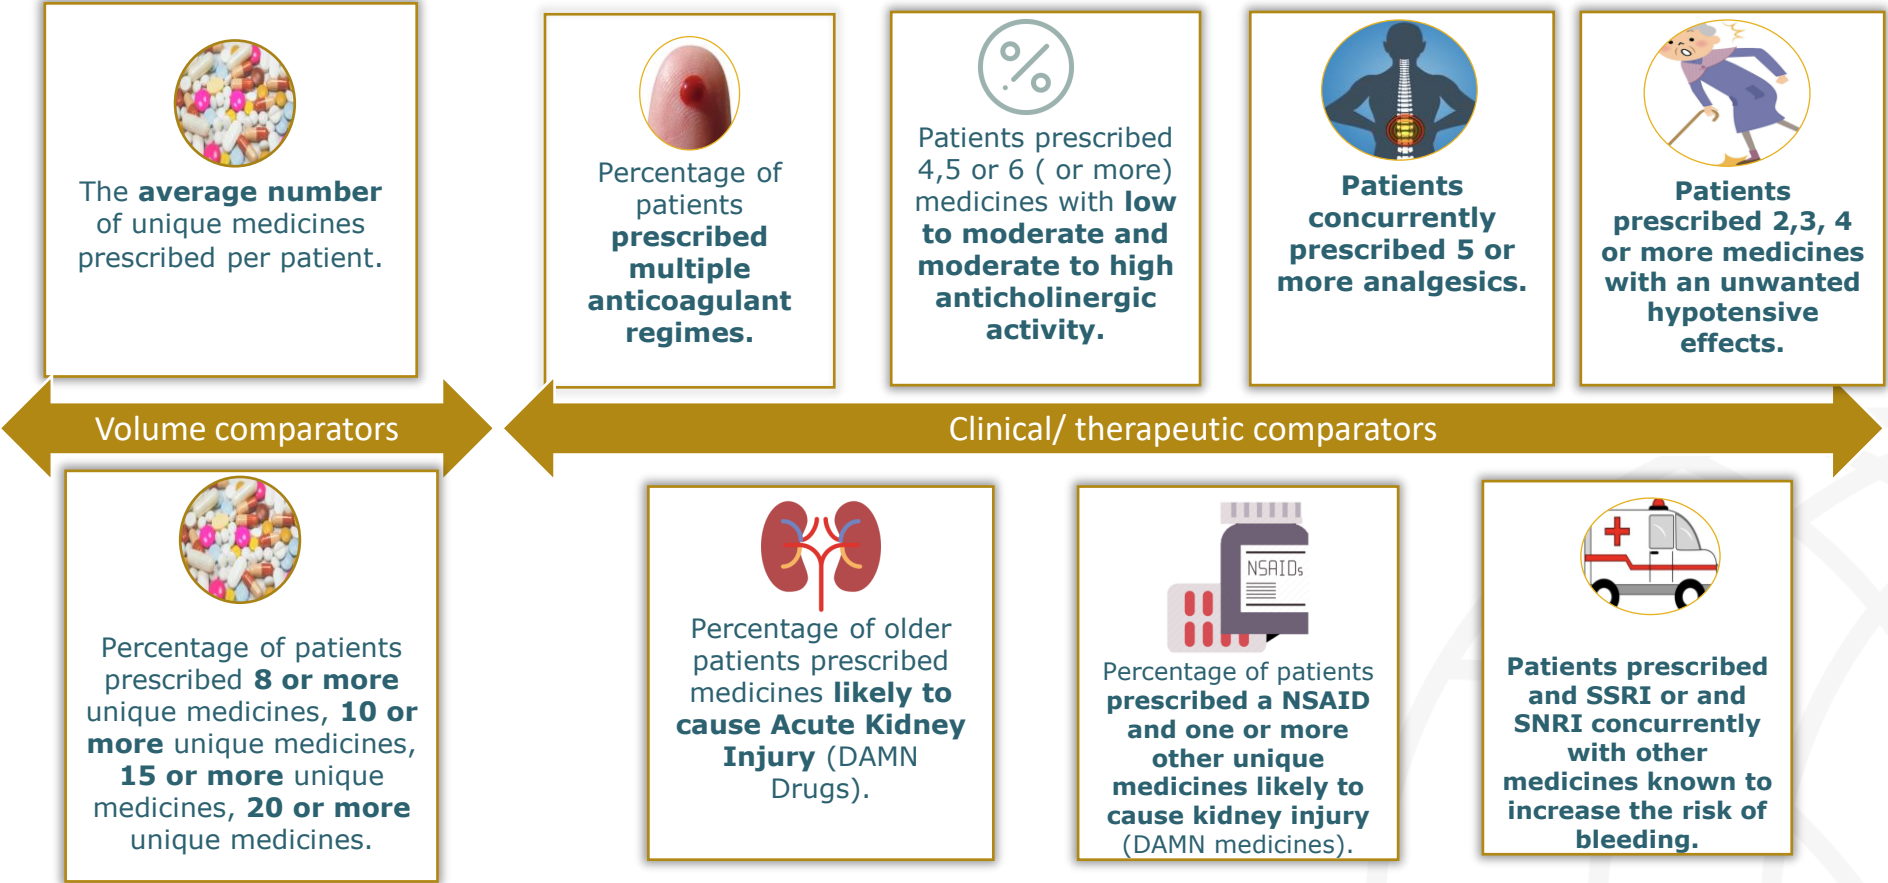 The average number
of unique medicines
prescribed per patient.
Percentage of
patients
prescribed
multiple
anticoagulant
regimes.
Patients prescribed
4,5 or 6 ( or more)
medicines with low
to moderate and
moderate to high
anticholinergic
activity.
Patients
concurrently
prescribed 5 or
more analgesics.
Patients
prescribed 2,3, 4
or more medicines
with an unwanted
hypotensive
effects.
Volume comparators
Clinical/ therapeutic comparators
Percentage of patients
prescribed 8 or more
unique medicines, 10 or
more unique medicines,
15 or more unique
medicines, 20 or more
unique medicines.
Percentage of older
patients prescribed
medicines likely to
cause Acute Kidney
Injury (DAMN
Drugs).
NSAIDs
Percentage of patients
prescribed a NSAID
and one or more
other unique
medicines likely to
cause kidney injury
(DAMN medicines).
Patients prescribed
and SSRI or and
SNRI concurrently
with other
medicines known to
increase the risk of
bleeding.